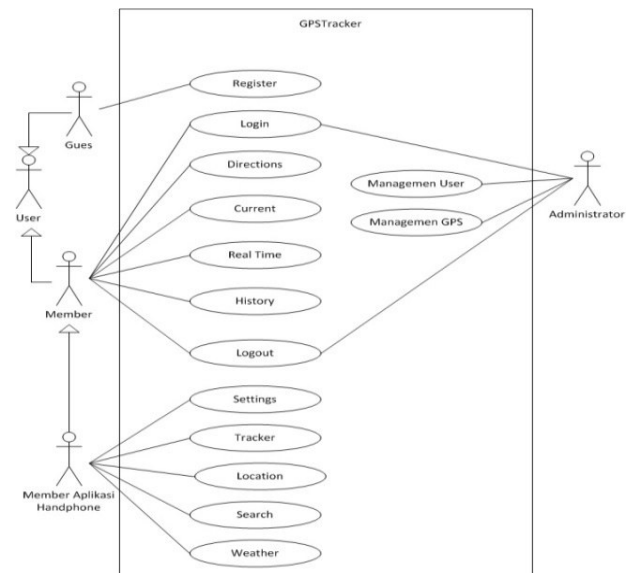 GPSTracker
Register
Gues
Login
Directions
User
Managemen User
Administrator
Current
Managemen GPS
Real Time
Member
History
Logout
Settings
Tracker
Location
Member Aplikasi
Handphone
Search
Weather